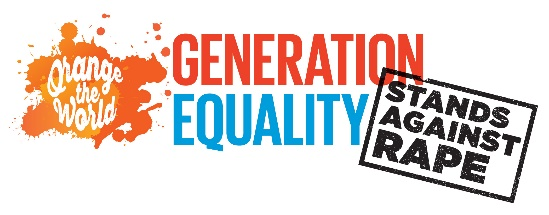 Orange
the
World
GENERATION
EQUALITY
STANDS
AGAINST
RAPE